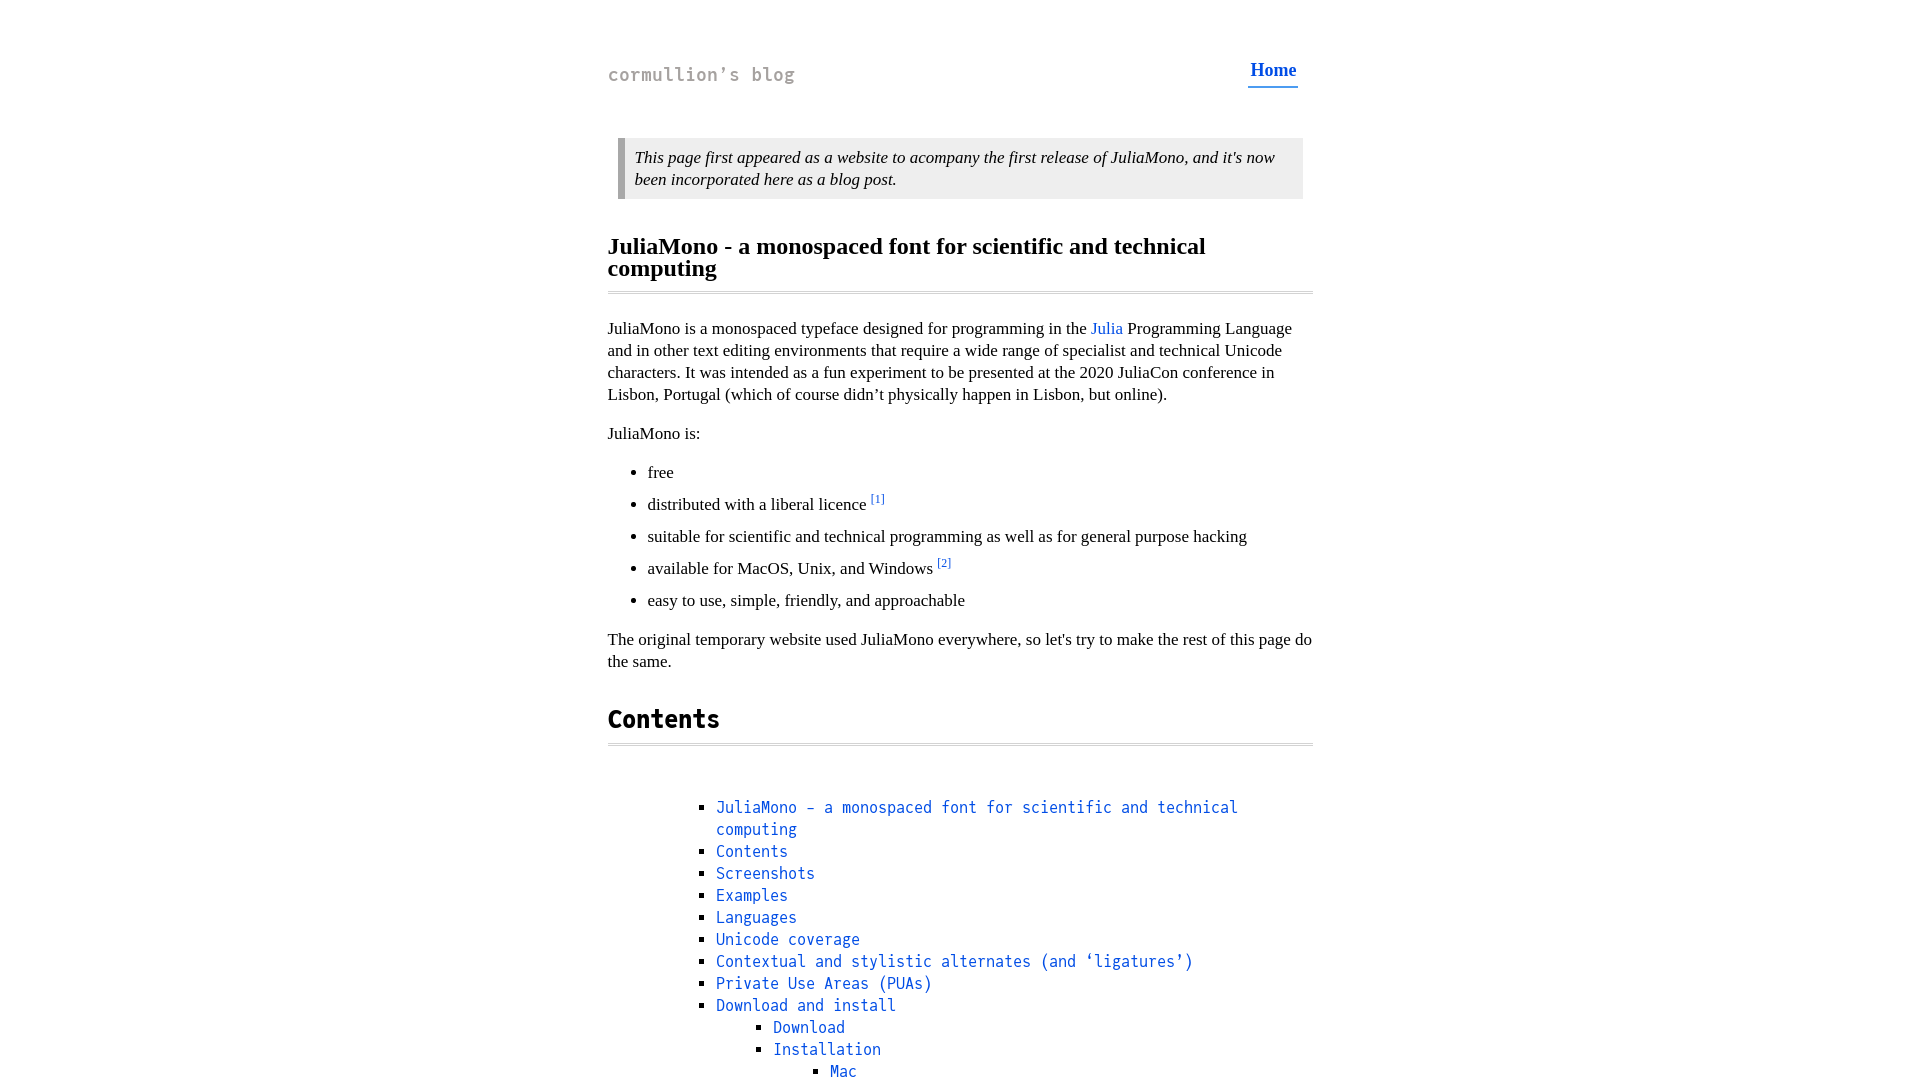 cormullion’s blog
Home
This page first appeared as a website to acompany the first release of JuliaMono, and it's now
been incorporated here as a blog post.
JuliaMono - a monospaced font for scientific and technical
computing
JuliaMono is a monospaced typeface designed for programming in the Julia Programming Language
and in other text editing environments that require a wide range of specialist and technical Unicode
characters. It was intended as a fun experiment to be presented at the 2020 JuliaCon conference in
Lisbon, Portugal (which of course didn’t physically happen in Lisbon, but online).
JuliaMono is:
free
distributed with a liberal licence [1]
suitable for scientific and technical programming as well as for general purpose hacking
available for MacOS, Unix, and Windows [2]
easy to use, simple, friendly, and approachable
The original temporary website used JuliaMono everywhere, so let's try to make the rest of this page do
the same.
Contents
JuliaMono - a monospaced font for scientific and technical
computing
Contents
Screenshots
Examples
Languages
Unicode coverage
Contextual and stylistic alternates (and ‘ligatures’)
Private Use Areas (PUAs)
Download and install
Download
Installation
Mac